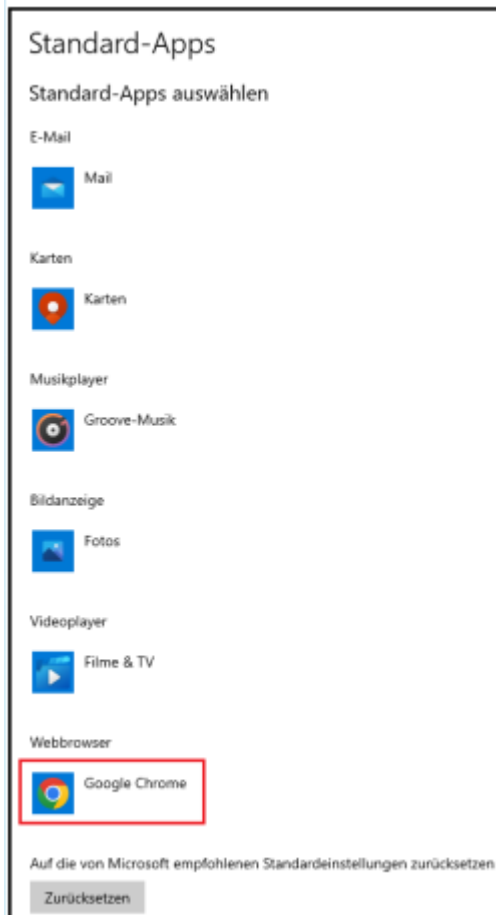 Standard-Apps
Standard-Apps auswählen
E-Mail
Mail
Karten
Karten
Musikplayer
Groove-Musik
Bildanzeige
Fotos
Videoplayer
Filme & TV
Webbrowser
Google Chrome
Auf die von Microsoft empfohlenen Standardeinstellungen zurücksetzen
Zurücksetzen